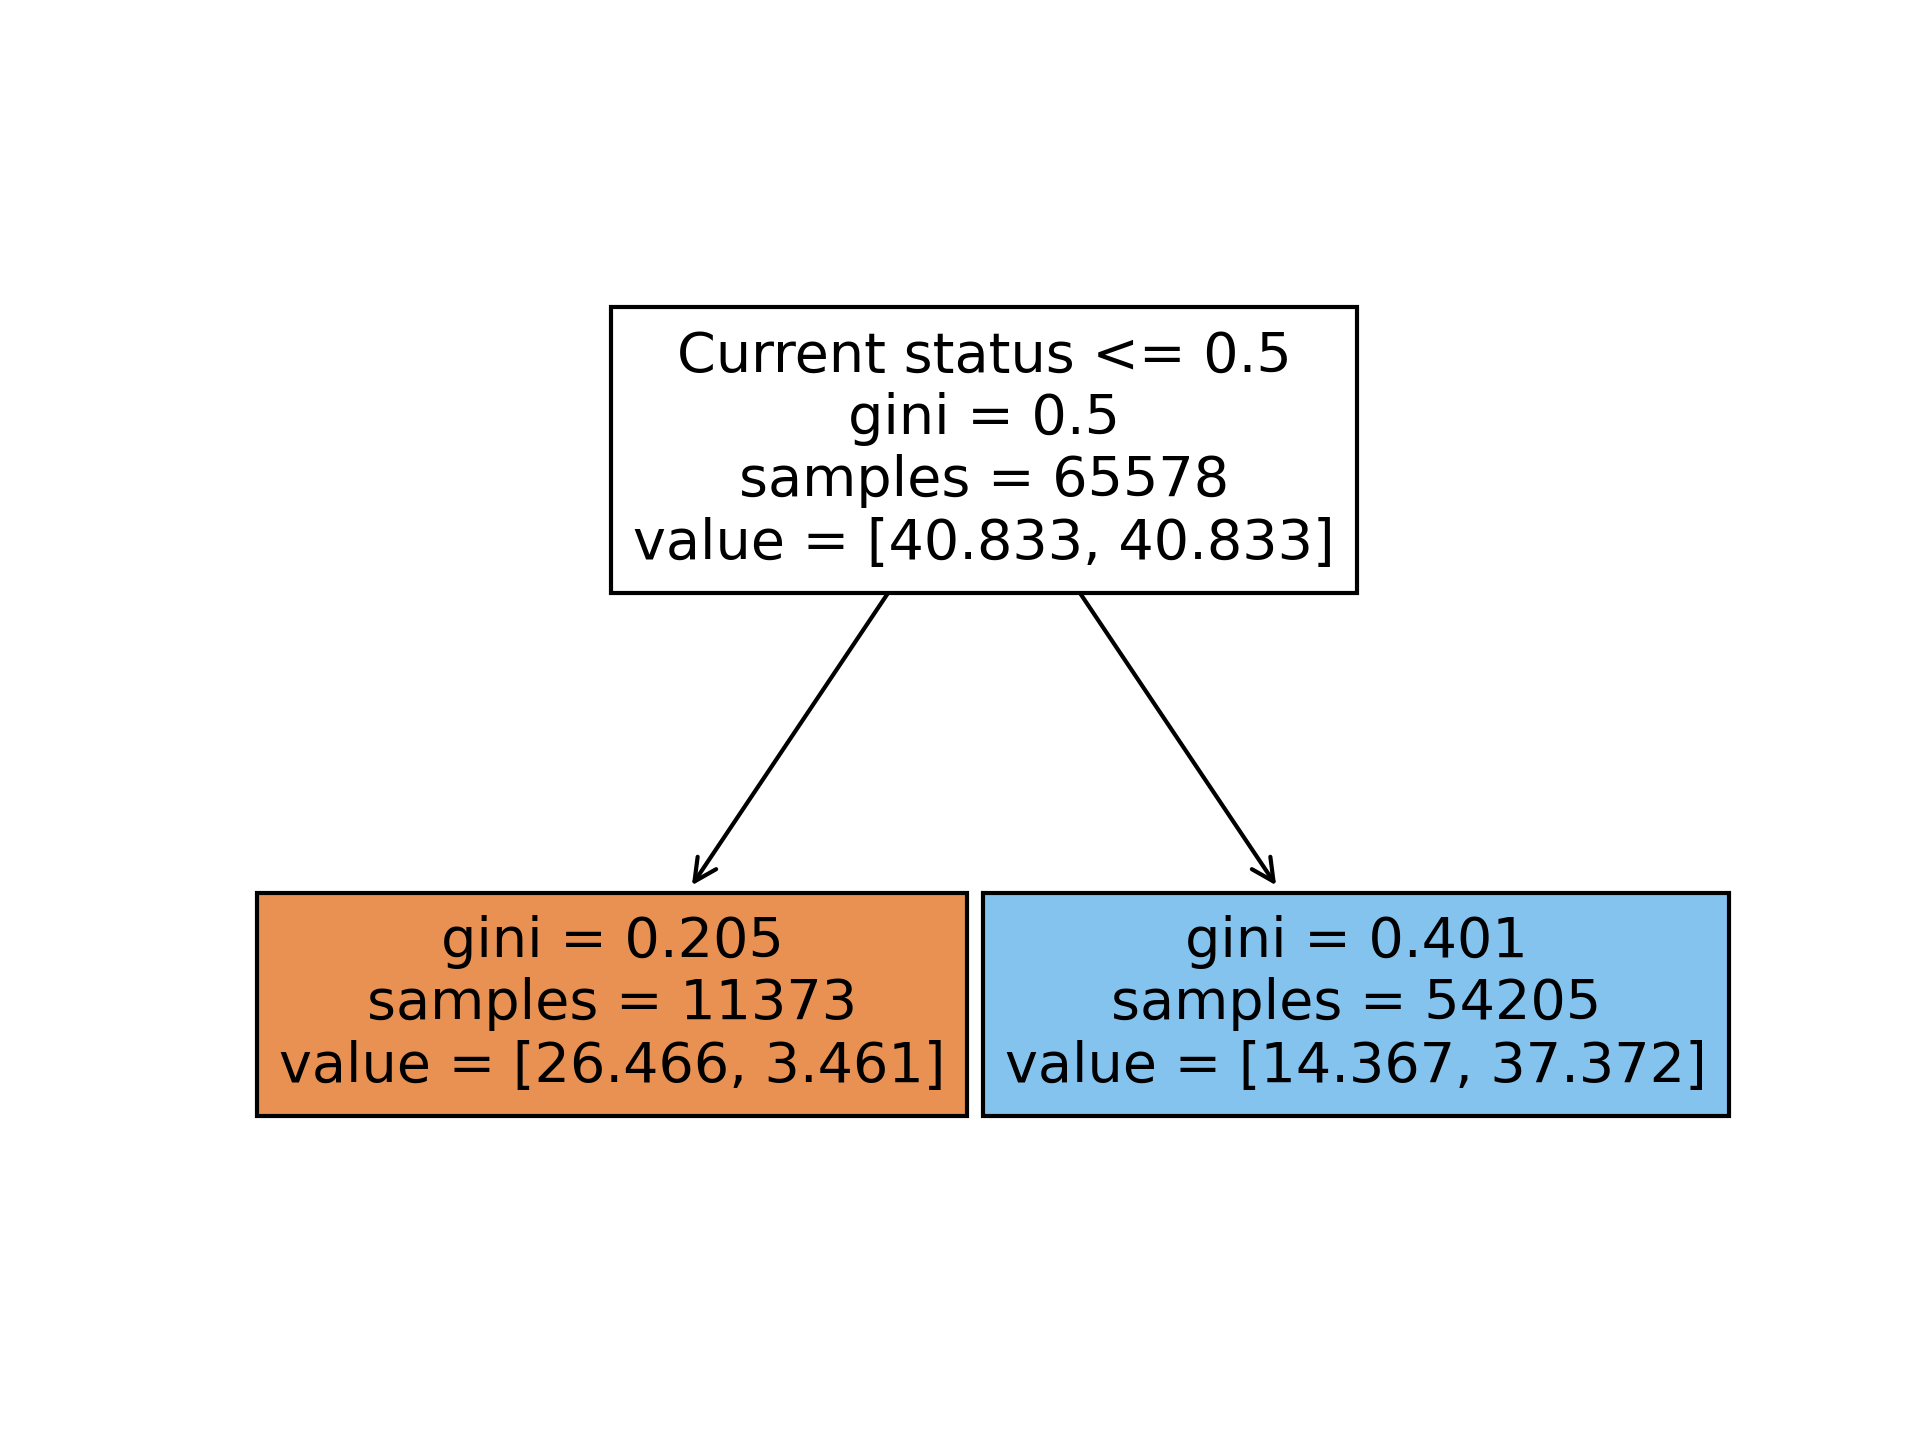 Current status <= 0.5
gini = 0.5
samples = 65578
value = [40.833, 40.833]
gini = 0.205
samples = 11373
value = [26.466, 3.461]
gini = 0.401
samples = 54205
value = [14.367, 37.372]